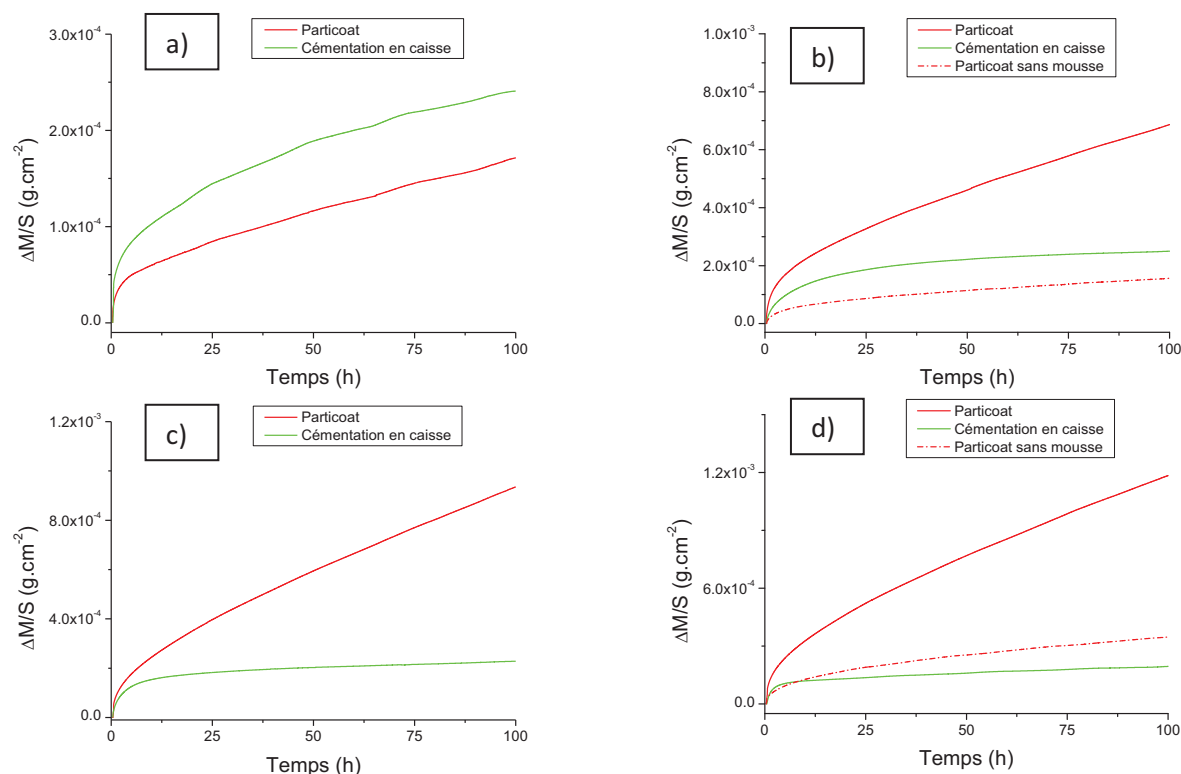 a)
Particoat
Cémentation en caisse
3.0x10⁻⁴
2.0x10⁻⁴
1.0x10⁻⁴
0.0
ΔM/S (g.cm⁻²)
0 25 50 75 100
Temps (h)
b)
Particoat
Cémentation en caisse
Particoat sans mousse
1.0x10⁻³
8.0x10⁻⁴
6.0x10⁻⁴
4.0x10⁻⁴
2.0x10⁻⁴
0.0
ΔM/S (g.cm⁻²)
0 25 50 75 100
Temps (h)
c)
Particoat
Cémentation en caisse
1.2x10⁻³
8.0x10⁻⁴
4.0x10⁻⁴
0.0
ΔM/S (g.cm⁻²)
0 25 50 75 100
Temps (h)
d)
Particoat
Cémentation en caisse
Particoat sans mousse
1.2x10⁻³
6.0x10⁻⁴
0.0
ΔM/S (g.cm⁻²)
0 25 50 75 100
Temps (h)